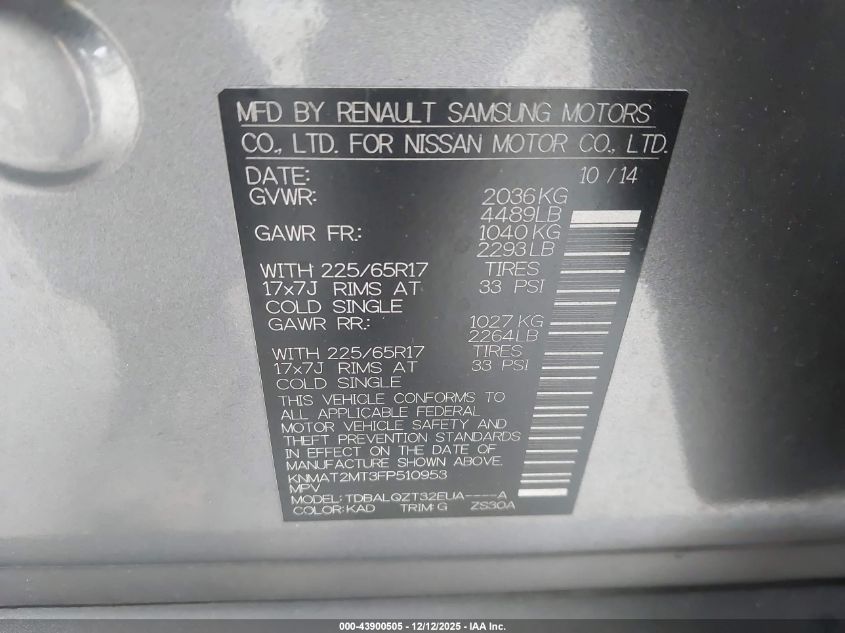 MFD BY RENAULT SAMSUNG MOTORS
CO., LTD. FOR NISSAN MOTOR CO., LTD.
DATE: 10 / 14
GVWR: 2036 KG
4489 LB
GAWR FR.: 1040 KG
2293 LB
WITH 225/65R17 TIRES
17x7J RIMS AT 33 PSI
COLD SINGLE
GAWR RR.: 1027 KG
2264 LB
WITH 225/65R17 TIRES
17x7J RIMS AT 33 PSI
COLD SINGLE
THIS VEHICLE CONFORMS TO
ALL APPLICABLE FEDERAL
MOTOR VEHICLE SAFETY AND
THEFT PREVENTION STANDARDS
IN EFFECT ON THE DATE OF
MANUFACTURE SHOWN ABOVE.
KNMAT2MT3FP510953
MPV
MODEL: TDBALQZT32EUA----A
COLOR: KAD TRIM: G ZS30A
000-43900505 - 12/12/2025 - IAA Inc.